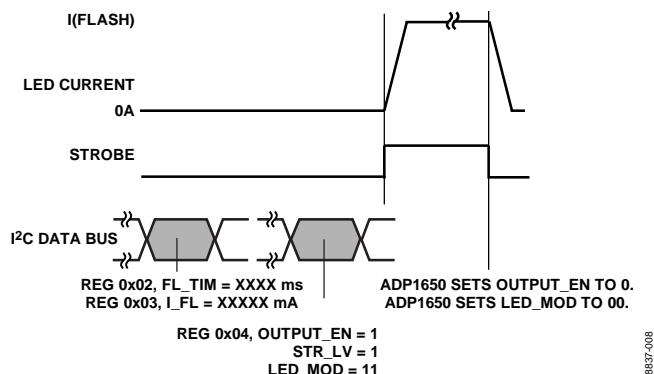 I(FLASH)
LED CURRENT
0A
STROBE
I2C DATA BUS
REG 0x02, FL_TIM = XXXX ms
REG 0x03, I_FL = XXXXX mA
ADP1650 SETS OUTPUT_EN TO 0.
ADP1650 SETS LED_MOD TO 00.
REG 0x04, OUTPUT_EN = 1
STR_LV = 1
LED_MOD = 11
8837-008